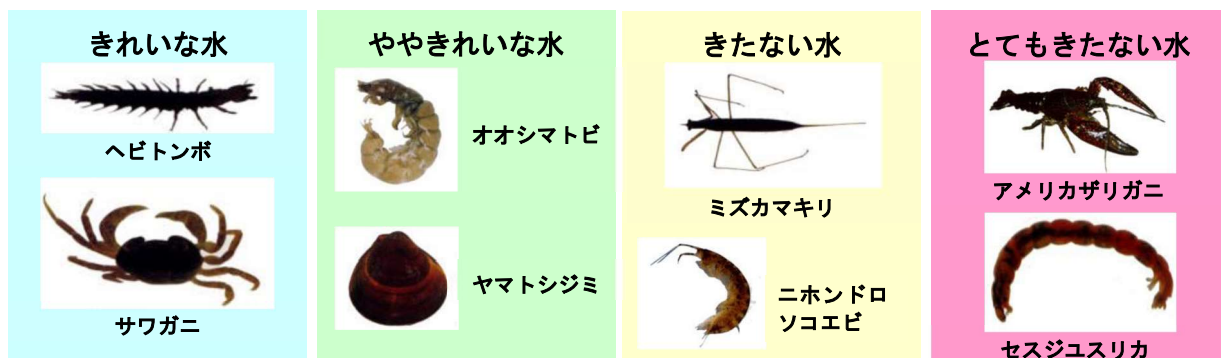 きれいな水
ヘビトンボ
サワガニ
ややきれいな水
オオシマトビ
ヤマトシジミ
きたない水
ミズカマキリ
ニホンドロ
ソコエビ
とてもきたない水
アメリカザリガニ
セスジユスリカ